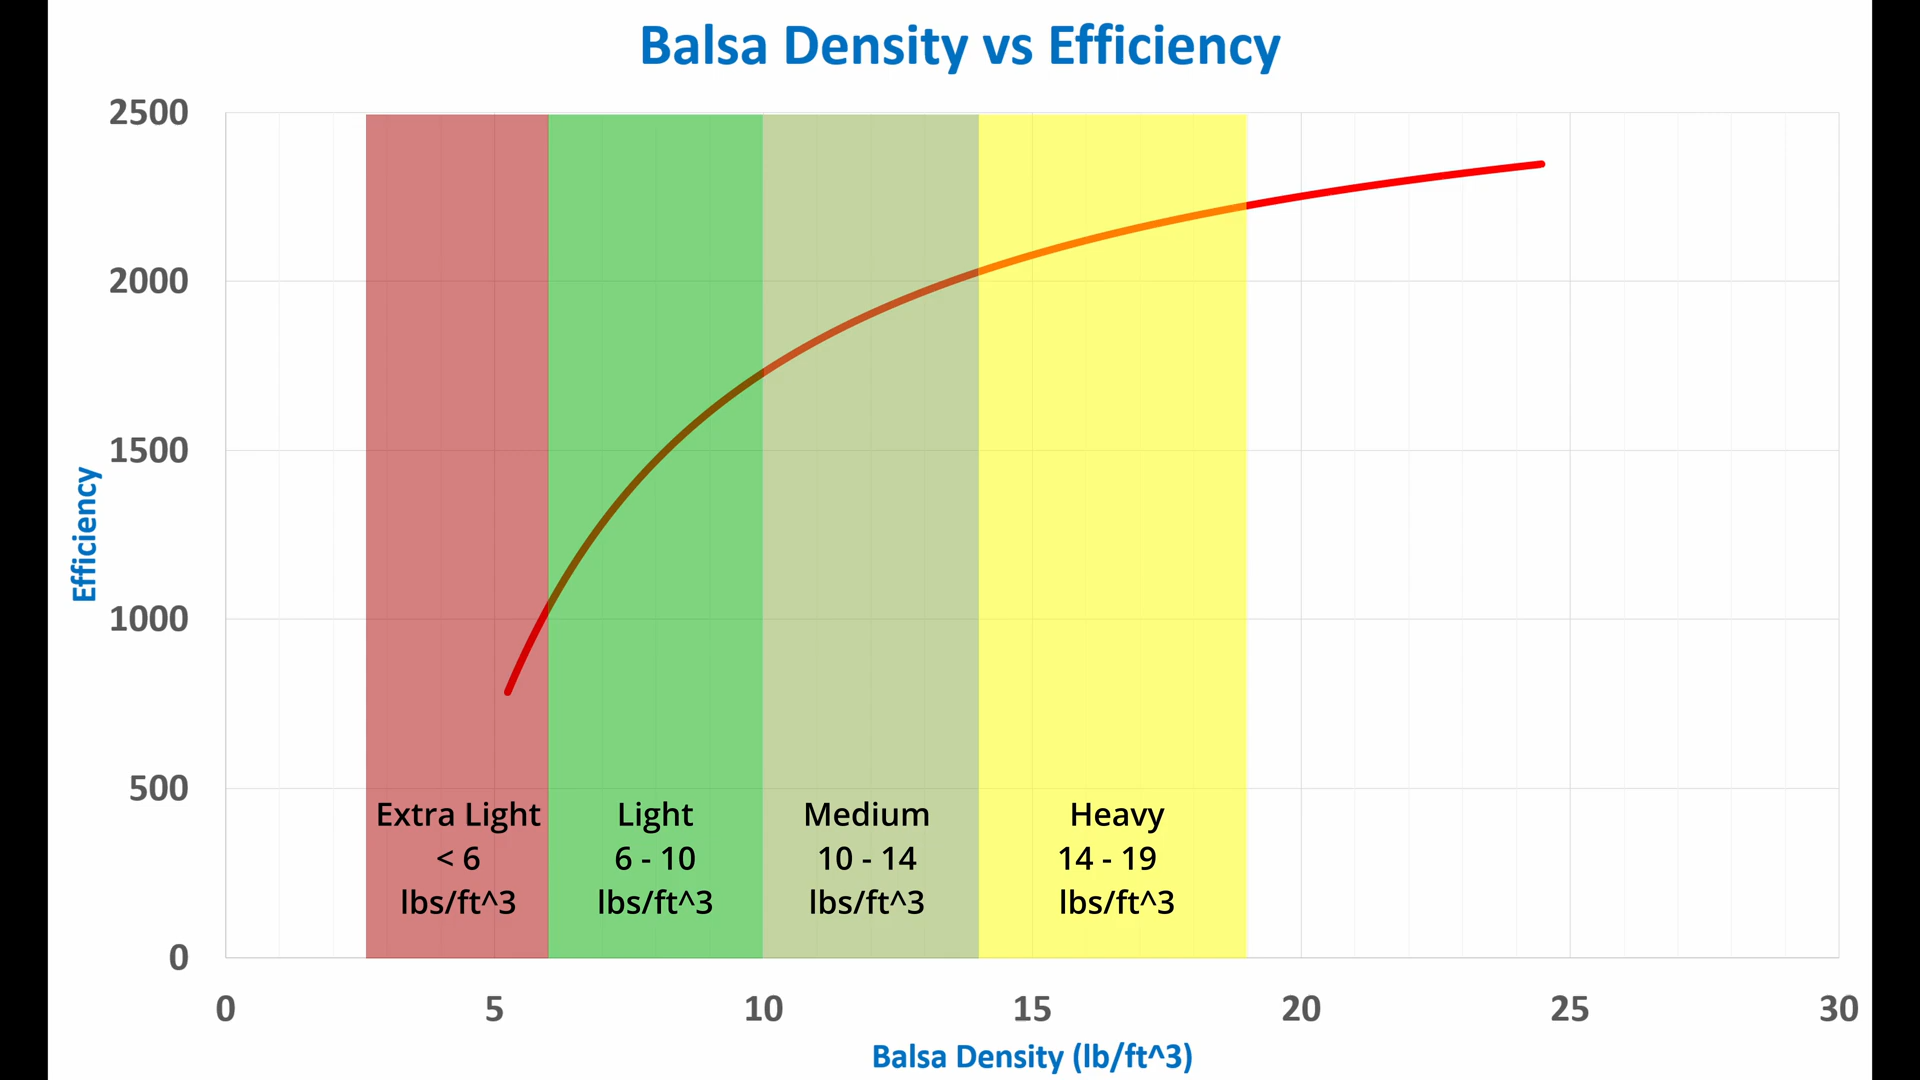 Balsa Density vs Efficiency
2500
2000
1500
1000
500
0
Efficiency
Extra Light
< 6
lbs/ft^3
Light
6 - 10
lbs/ft^3
Medium
10 - 14
lbs/ft^3
Heavy
14 - 19
lbs/ft^3
0 5 10 15 20 25 30
Balsa Density (lb/ft^3)